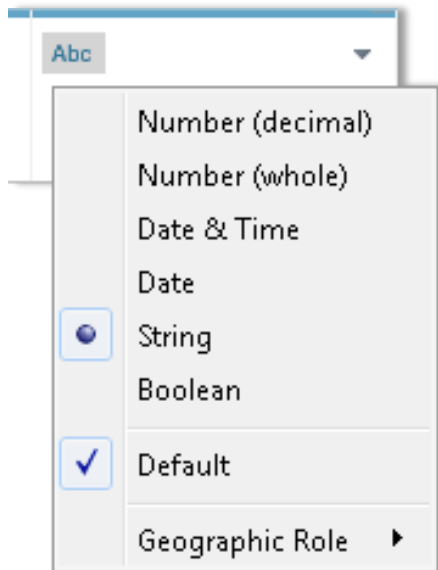 Abc
Number (decimal)
Number (whole)
Date & Time
Date
String
Boolean
Default
Geographic Role